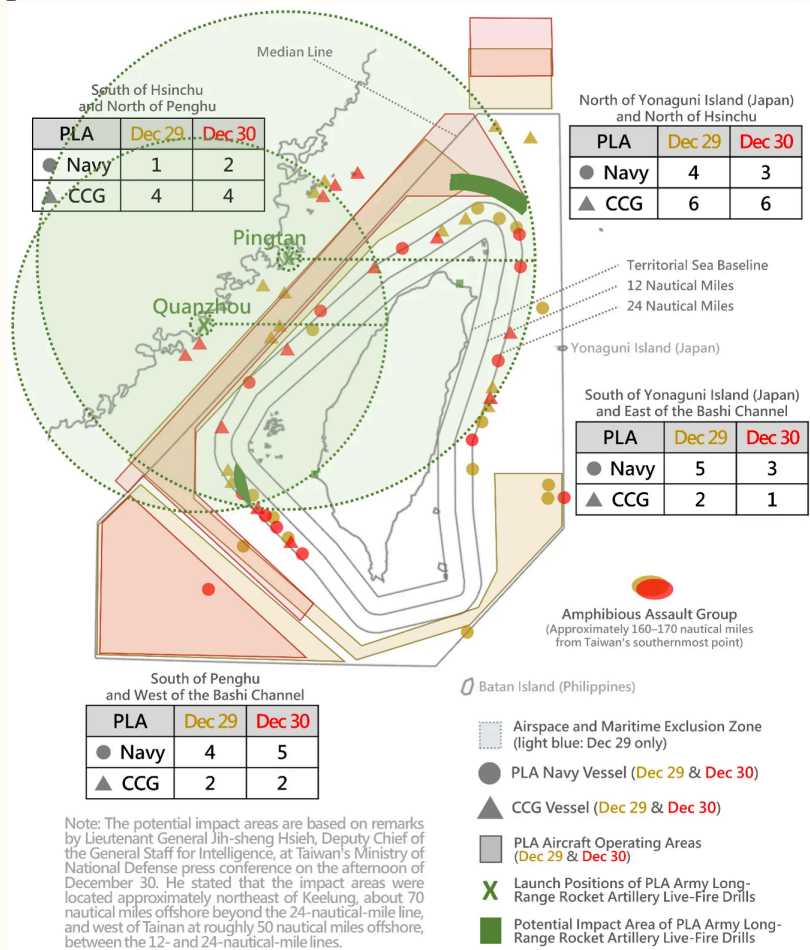 Median Line
South of Hsinchu
and North of Penghu
PLA Dec 29 Dec 30
Navy 1 2
CCG 4 4
North of Yonaguni Island (Japan)
and North of Hsinchu
PLA Dec 29 Dec 30
Navy 4 3
CCG 6 6
Pingtan
X
Quanzhou
X
Territorial Sea Baseline
12 Nautical Miles
24 Nautical Miles
Yonaguni Island (Japan)
South of Yonaguni Island (Japan)
and East of the Bashi Channel
PLA Dec 29 Dec 30
Navy 5 3
CCG 2 1
Amphibious Assault Group
(Approximately 160–170 nautical miles
from Taiwan's southernmost point)
Batan Island (Philippines)
South of Penghu
and West of the Bashi Channel
PLA Dec 29 Dec 30
Navy 4 5
CCG 2 2
Airspace and Maritime Exclusion Zone
(light blue: Dec 29 only)
PLA Navy Vessel (Dec 29 & Dec 30)
CCG Vessel (Dec 29 & Dec 30)
PLA Aircraft Operating Areas
(Dec 29 & Dec 30)
X Launch Positions of PLA Army Long-
Range Rocket Artillery Live-Fire Drills
Potential Impact Area of PLA Army Long-
Range Rocket Artillery Live-Fire Drills
Note: The potential impact areas are based on remarks
by Lieutenant General Jih-sheng Hsieh, Deputy Chief of
the General Staff for Intelligence, at Taiwan's Ministry of
National Defense press conference on the afternoon of
December 30. He stated that the impact areas were
located approximately northeast of Keelung, about 70
nautical miles offshore beyond the 24-nautical-mile line,
and west of Tainan at roughly 50 nautical miles offshore,
between the 12- and 24-nautical-mile lines.